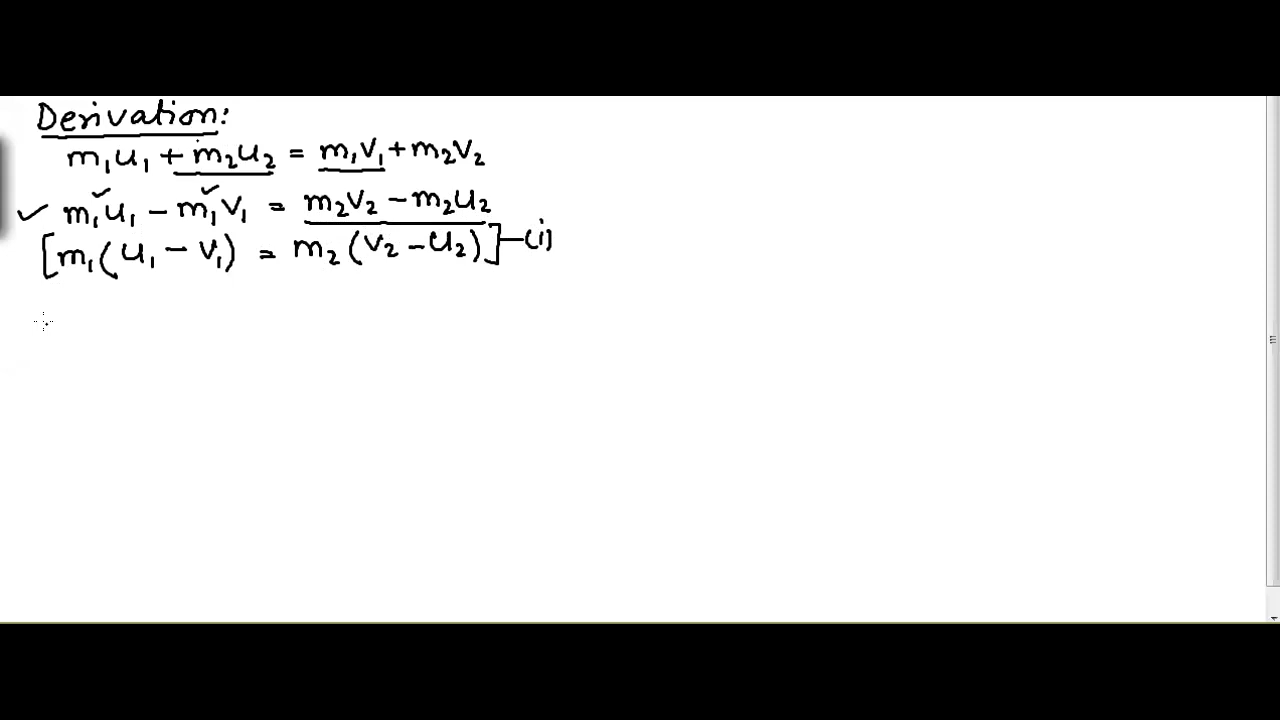 Derivation:
m₁u₁ + m₂u₂ = m₁v₁ + m₂v₂
✓ m₁u₁ - m₁v₁ = m₂v₂ - m₂u₂
[m₁(u₁ - v₁) = m₂(v₂ - u₂)] - (i)